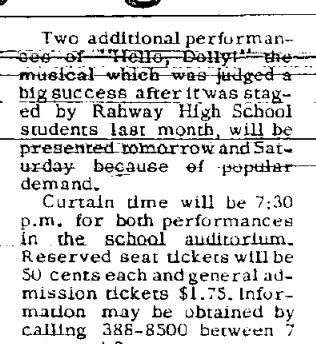 Two additional performan-
ces of "Hello, Dolly!" the
musical which was judged a
big success after it was stag-
ed by Rahway High School
students last month, will be
presented tomorrow and Sat-
urday because of popular
demand.
Curtain time will be 7:30
p.m. for both performances
in the school auditorium.
Reserved seat tickets will be
50 cents each and general ad-
mission tickets $1.75. Infor-
mation may be obtained by
calling 388-8500 between 7